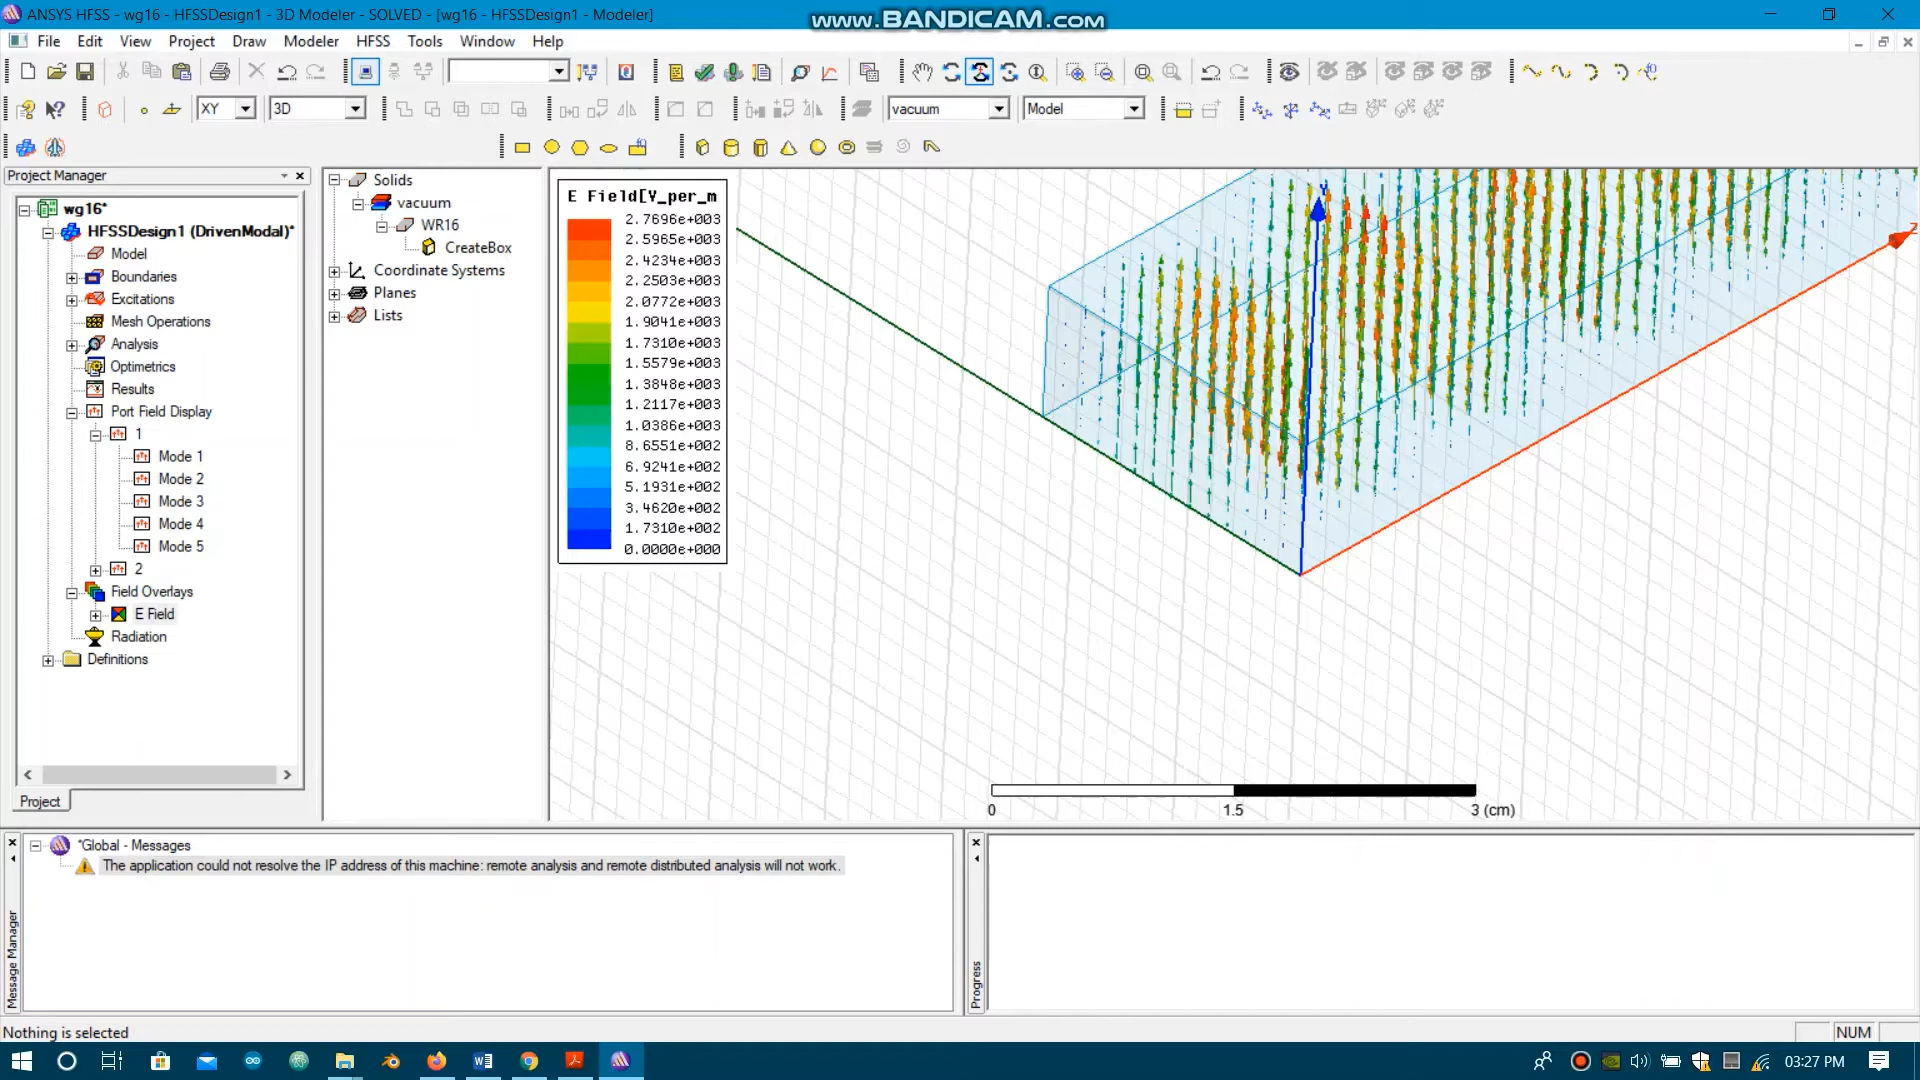 ANSYS HFSS - wg16 - HFSSDesign1 - 3D Modeler - SOLVED - [wg16 - HFSSDesign1 - Modeler]
www.BANDICAM.com
File Edit View Project Draw Modeler HFSS Tools Window Help
XY 3D vacuum Model
Project Manager
wg16*
HFSSDesign1 (DrivenModal)*
Model
Boundaries
Excitations
Mesh Operations
Analysis
Optimetrics
Results
Port Field Display
1
Mode 1
Mode 2
Mode 3
Mode 4
Mode 5
2
Field Overlays
E Field
Radiation
Definitions
Project
Solids
vacuum
WR16
CreateBox
Coordinate Systems
Planes
Lists
E Field[V_per_m
2.7696e+003
2.5965e+003
2.4234e+003
2.2503e+003
2.0772e+003
1.9041e+003
1.7310e+003
1.5579e+003
1.3848e+003
1.2117e+003
1.0386e+003
8.6551e+002
6.9241e+002
5.1931e+002
3.4620e+002
1.7310e+002
0.0000e+000
Y
Z
0 1.5 3 (cm)
*Global - Messages
The application could not resolve the IP address of this machine: remote analysis and remote distributed analysis will not work.
Message Manager
Progress
Nothing is selected
NUM
03:27 PM